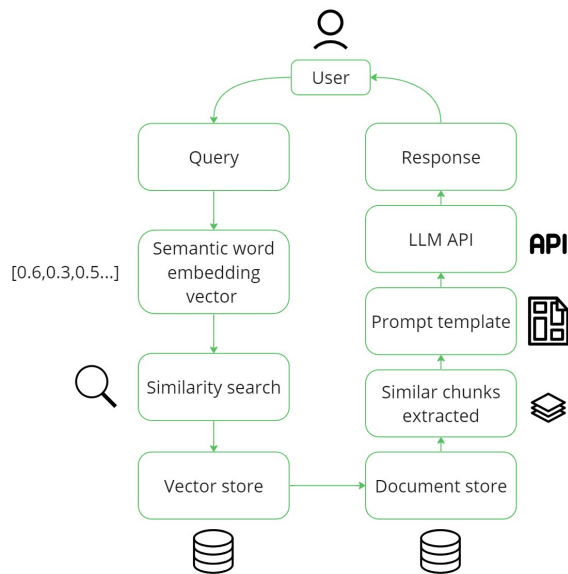 User
Query
Semantic word
embedding
vector
[0.6,0.3,0.5...]
Similarity search
Vector store
Document store
Similar chunks
extracted
Prompt template
LLM API
API
Response